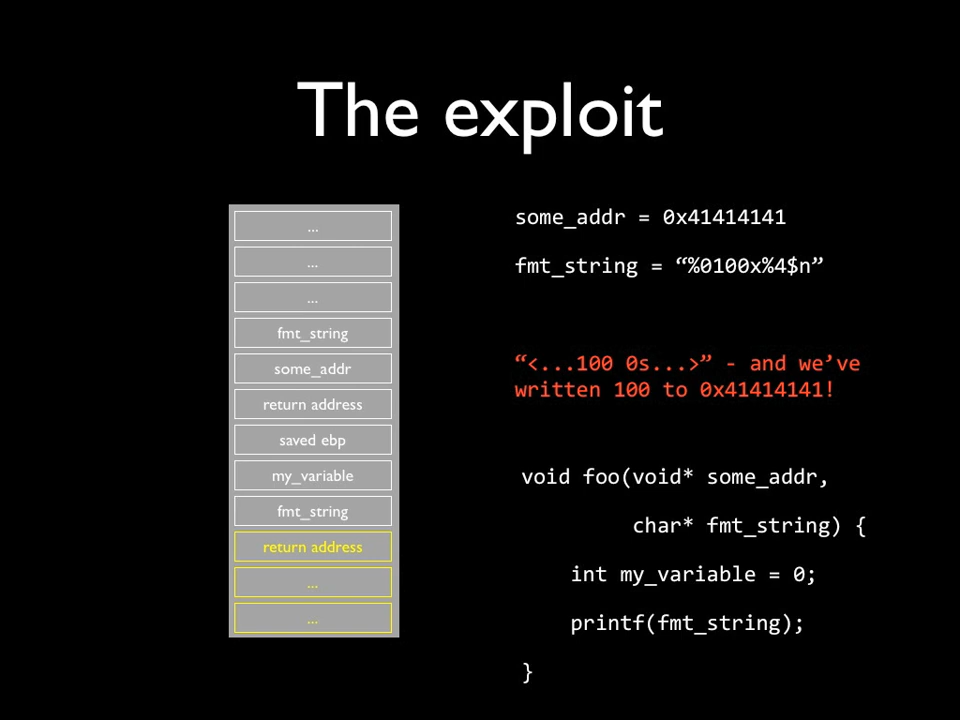 The exploit
...
...
...
fmt_string
some_addr
return address
saved ebp
my_variable
fmt_string
return address
...
...
some_addr = 0x41414141
fmt_string = “%0100x%4$n”
“<...100 0s...>” - and we’ve
written 100 to 0x41414141!
void foo(void* some_addr,
char* fmt_string) {
int my_variable = 0;
printf(fmt_string);
}